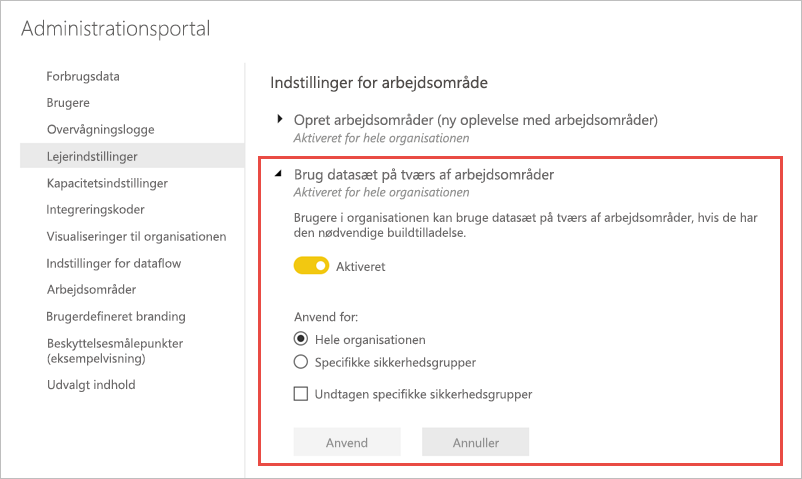 Administrationsportal
Forbrugsdata
Brugere
Overvågningslogge
Lejerindstillinger
Kapacitetsindstillinger
Integreringskoder
Visualiseringer til organisationen
Indstillinger for dataflow
Arbejdsområder
Brugerdefineret branding
Beskyttelsesmålepunkter
(eksempelvisning)
Udvalgt indhold
Indstillinger for arbejdsområde
Opret arbejdsområder (ny oplevelse med arbejdsområder)
Aktiveret for hele organisationen
Brug datasæt på tværs af arbejdsområder
Aktiveret for hele organisationen
Brugere i organisationen kan bruge datasæt på tværs af arbejdsområder, hvis de har
den nødvendige buildtilladelse.
Aktiveret
Anvend for:
Hele organisationen
Specifikke sikkerhedsgrupper
Undtagen specifikke sikkerhedsgrupper
Anvend
Annuller